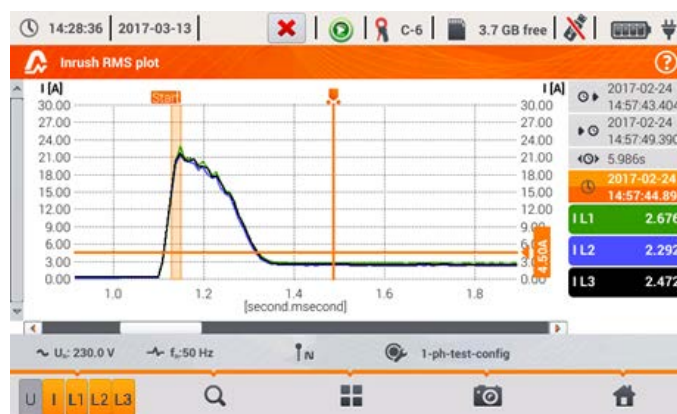 14:28:36 2017-03-13 C-6 3.7 GB free
Inrush RMS plot ?
I [A] I [A]
30.00 30.00
27.00 27.00
24.00 24.00
21.00 21.00
18.00 18.00
15.00 15.00
12.00 12.00
9.00 9.00
6.00 6.00
3.00 3.00
0.00 0.00
Start
4.50A
1.0 1.2 1.4 1.6 1.8
[second.msecond]
2017-02-24
14:57:43.404
2017-02-24
14:57:49.390
5.986s
2017-02-24
14:57:44.89
I L1 2.676
I L2 2.292
I L3 2.472
Uₙ: 230.0 V fₙ:50 Hz N 1-ph-test-config
U I L1 L2 L3